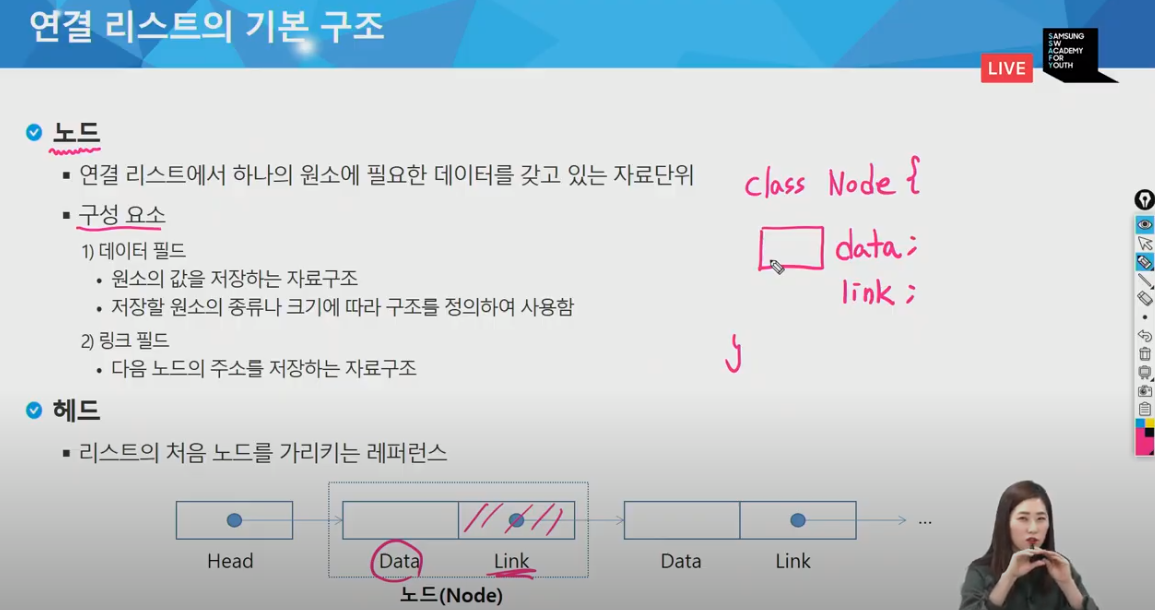 연결 리스트의 기본 구조
SAMSUNG
SW
ACADEMY
FOR
YOUTH
LIVE
노드
연결 리스트에서 하나의 원소에 필요한 데이터를 갖고 있는 자료단위
구성 요소
1) 데이터 필드
원소의 값을 저장하는 자료구조
저장할 원소의 종류나 크기에 따라 구조를 정의하여 사용함
2) 링크 필드
다음 노드의 주소를 저장하는 자료구조
class Node {
data;
link;
}
헤드
리스트의 처음 노드를 가리키는 레퍼런스
Head Data Link Data Link ...
노드(Node)